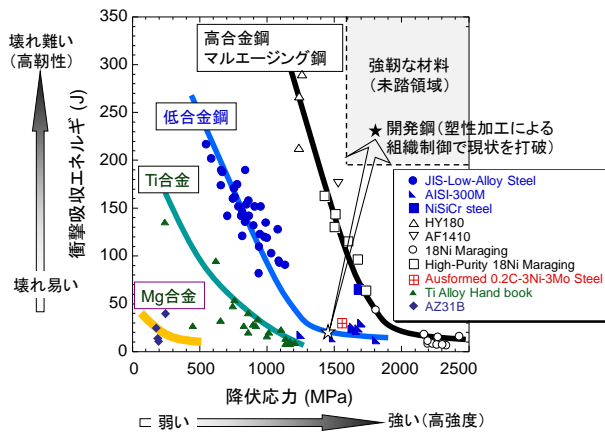 壊れ難い
(高靭性)
壊れ易い
衝撃吸収エネルギ (J)
350
300
250
200
150
100
50
0
0
500
1000
1500
2000
2500
降伏応力 (MPa)
弱い
強い(高強度)
高合金鋼
マルエージング鋼
低合金鋼
Ti合金
Mg合金
強靭な材料
(未踏領域)
開発鋼(塑性加工による
組織制御で現状を打破)
JIS-Low-Alloy Steel
AISI-300M
NiSiCr steel
HY180
AF1410
18Ni Maraging
High-Purity 18Ni Maraging
Ausformed 0.2C-3Ni-3Mo Steel
Ti Alloy Hand book
AZ31B